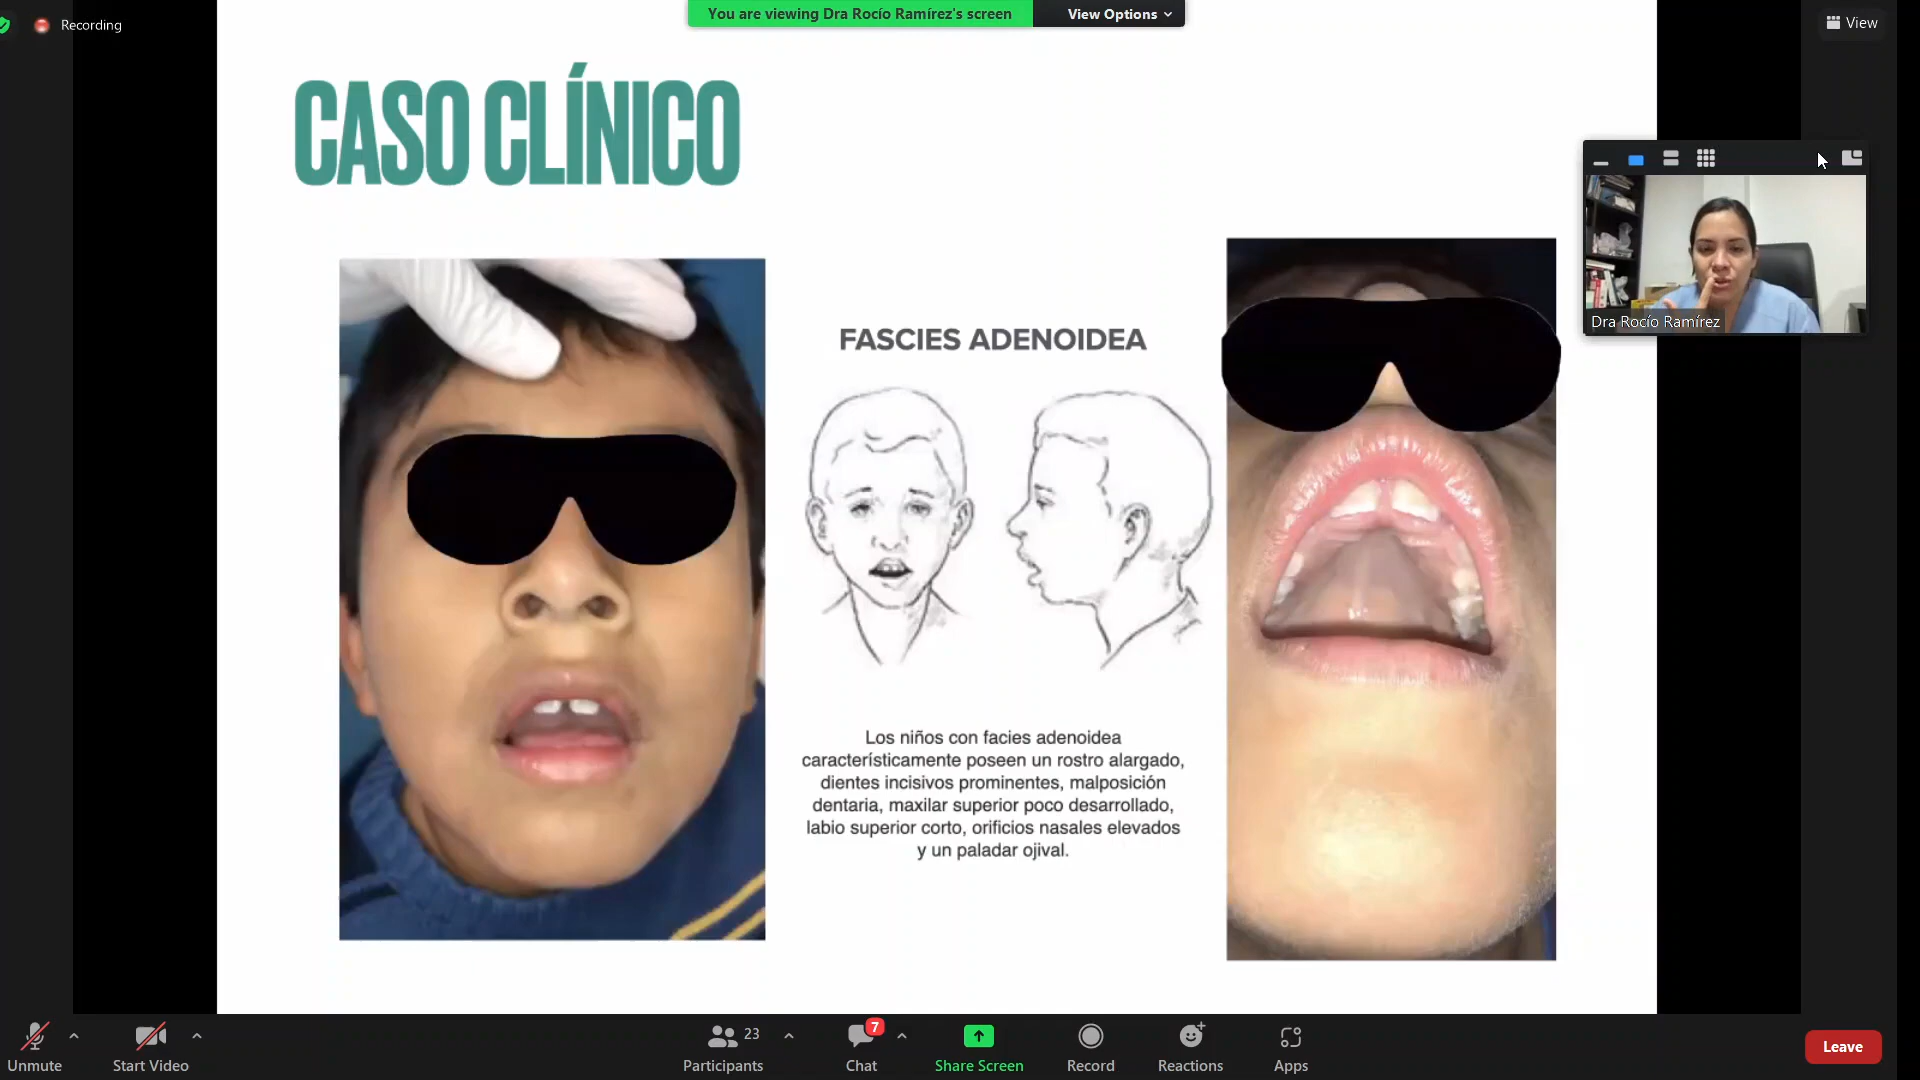 Recording
You are viewing Dra Rocío Ramírez's screen
View Options
View
CASO CLÍNICO
Dra Rocío Ramírez
FASCIES ADENOIDEA
Los niños con facies adenoidea
característicamente poseen un rostro alargado,
dientes incisivos prominentes, malposición
dentaria, maxilar superior poco desarrollado,
labio superior corto, orificios nasales elevados
y un paladar ojival.
Unmute
Start Video
23
Participants
7
Chat
Share Screen
Record
Reactions
Apps
Leave